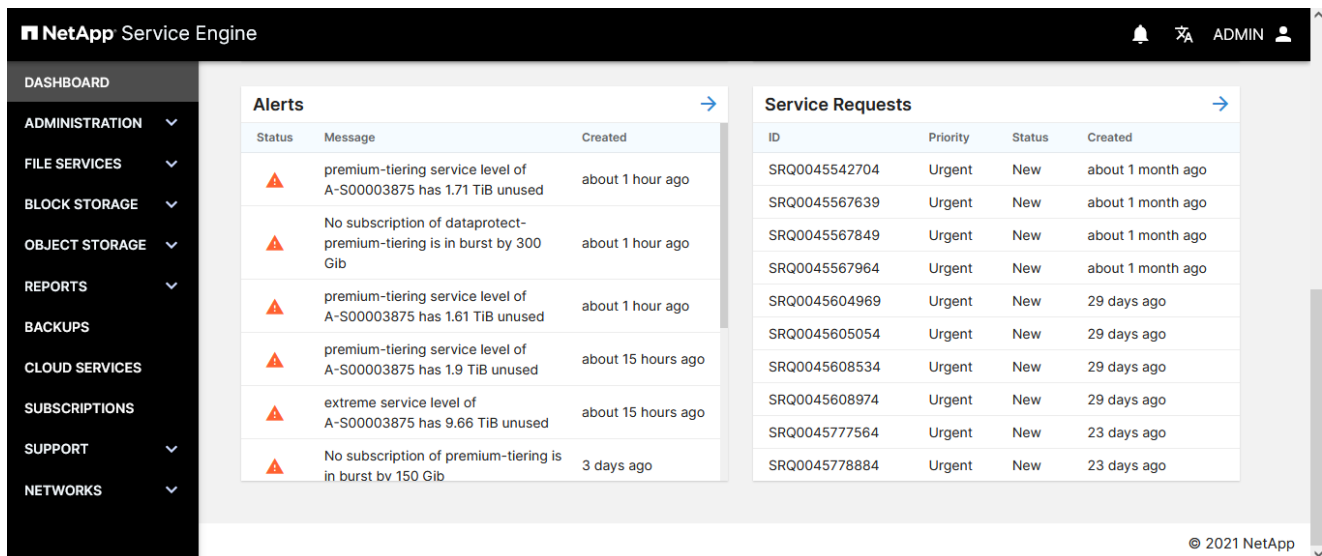 NetApp Service Engine
ADMIN
DASHBOARD
ADMINISTRATION
FILE SERVICES
BLOCK STORAGE
OBJECT STORAGE
REPORTS
BACKUPS
CLOUD SERVICES
SUBSCRIPTIONS
SUPPORT
NETWORKS
Alerts
Status Message Created
premium-tiering service level of
A-S00003875 has 1.71 TiB unused
about 1 hour ago
No subscription of dataprotect-
premium-tiering is in burst by 300
Gib
about 1 hour ago
premium-tiering service level of
A-S00003875 has 1.61 TiB unused
about 1 hour ago
premium-tiering service level of
A-S00003875 has 1.9 TiB unused
about 15 hours ago
extreme service level of
A-S00003875 has 9.66 TiB unused
about 15 hours ago
No subscription of premium-tiering is
in burst by 150 Gib
3 days ago
Service Requests
ID Priority Status Created
SRQ0045542704 Urgent New about 1 month ago
SRQ0045567639 Urgent New about 1 month ago
SRQ0045567849 Urgent New about 1 month ago
SRQ0045567964 Urgent New about 1 month ago
SRQ0045604969 Urgent New 29 days ago
SRQ0045605054 Urgent New 29 days ago
SRQ0045608534 Urgent New 29 days ago
SRQ0045608974 Urgent New 29 days ago
SRQ0045777564 Urgent New 23 days ago
SRQ0045778884 Urgent New 23 days ago
© 2021 NetApp